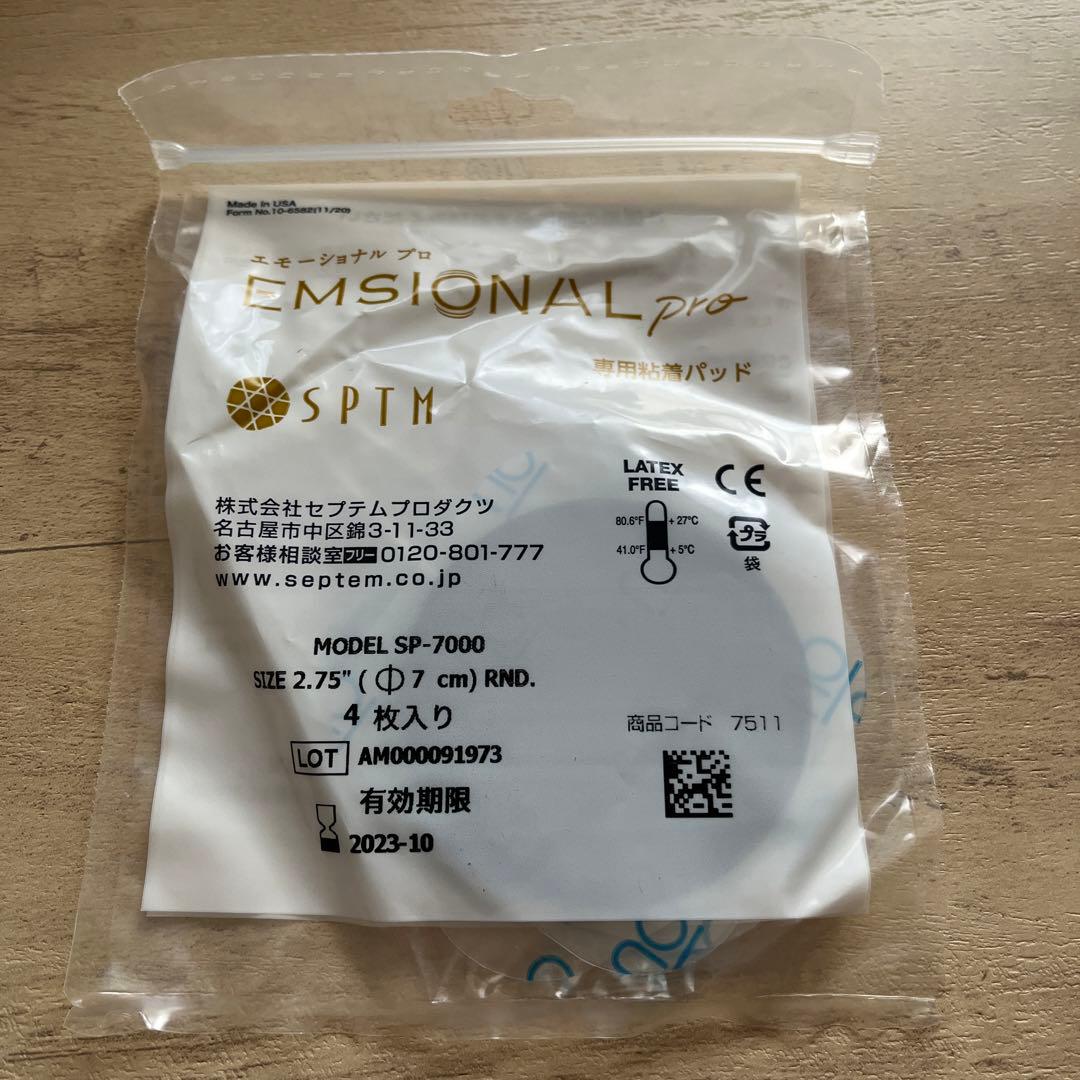 Made in USA
Form No.10-6582(11/20)
エモーショナル プロ
EMSIONAL pro
専用粘着パッド
SPTM
LATEX
FREE
CE
80.6°F +27°C
41.0°F +5°C
プラ
袋
株式会社セプテムプロダクツ
名古屋市中区錦3-11-33
お客様相談室フリー0120-801-777
www.septem.co.jp
MODEL SP-7000
SIZE 2.75" (Φ7 cm) RND.
4 枚入り
商品コード 7511
LOT AM000091973
有効期限
2023-10